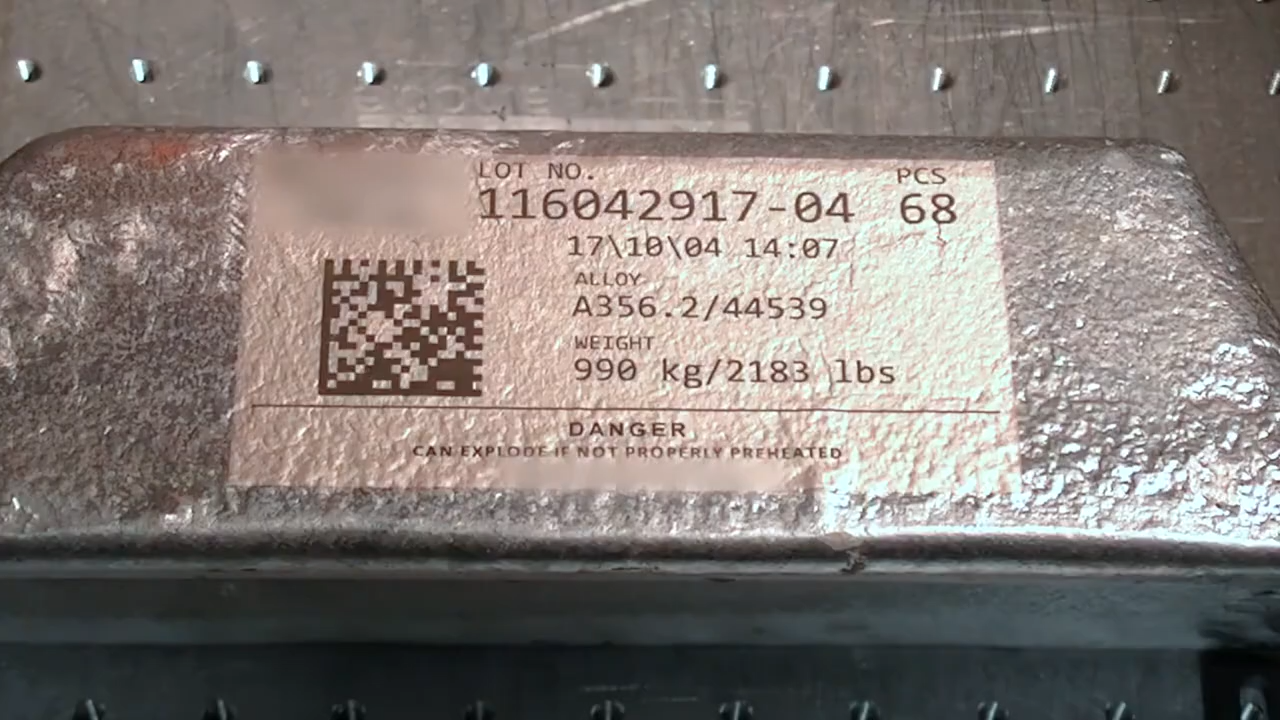 LOT NO. PCS
116042917-04 68
17\10\04 14:07
ALLOY
A356.2/44539
WEIGHT
990 kg/2183 lbs
DANGER
CAN EXPLODE IF NOT PROPERLY PREHEATED